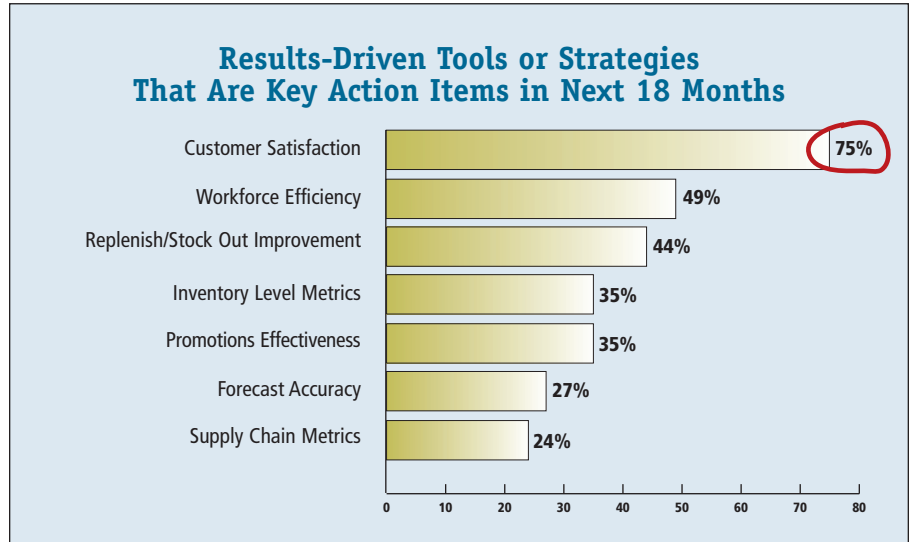 Results-Driven Tools or Strategies
That Are Key Action Items in Next 18 Months
Customer Satisfaction 75%
Workforce Efficiency 49%
Replenish/Stock Out Improvement 44%
Inventory Level Metrics 35%
Promotions Effectiveness 35%
Forecast Accuracy 27%
Supply Chain Metrics 24%
0 10 20 30 40 50 60 70 80